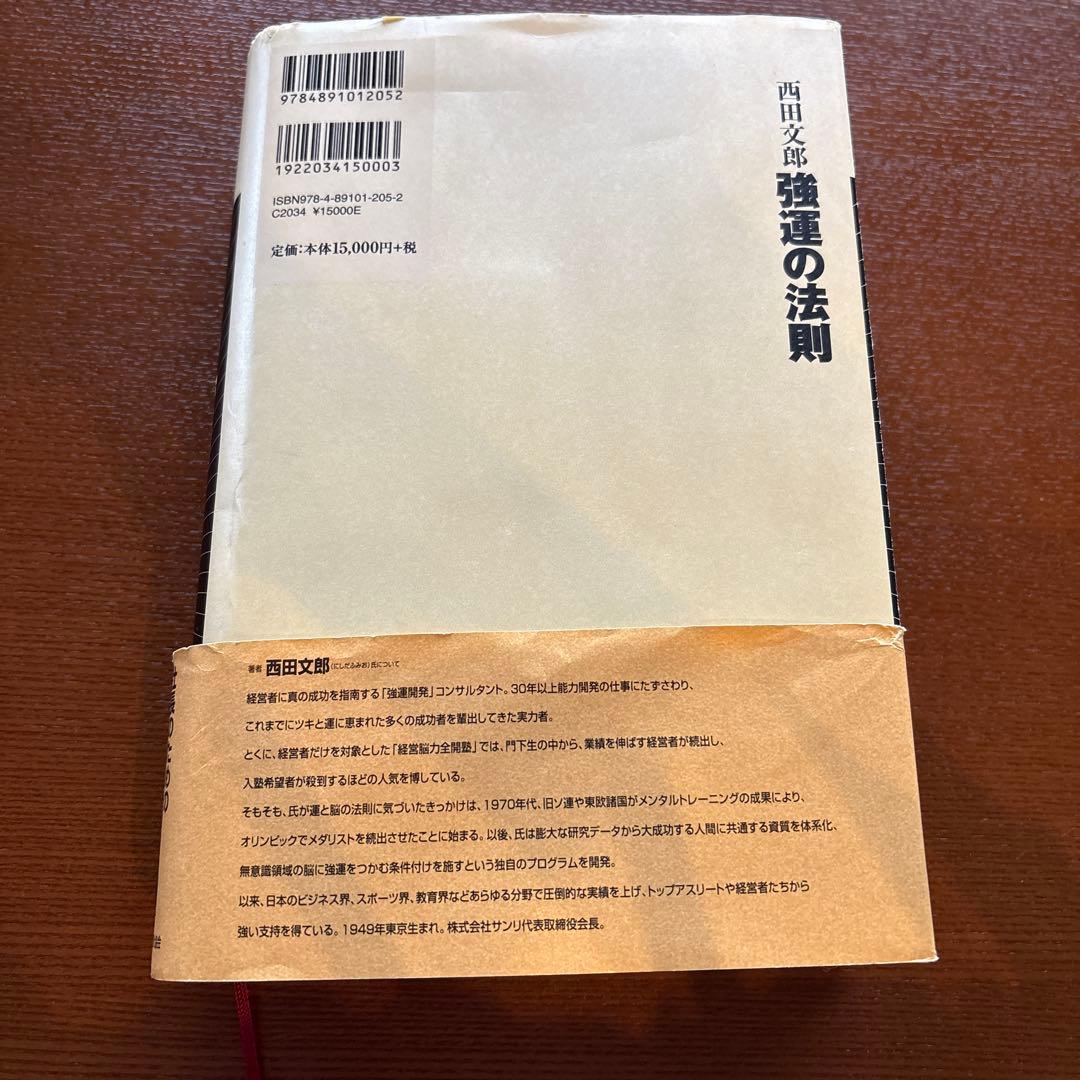 9784891012052
1922034150003
ISBN978-4-89101-205-2
C2034 ¥15000E
定価：本体15,000円+税
西田文郎 強運の法則
著者 西田文郎（にしだふみお）氏について
経営者に真の成功を指南する「強運開発」コンサルタント。30年以上能力開発の仕事にたずさわり、
これまでにツキと運に恵まれた多くの成功者を輩出してきた実力者。
とくに、経営者だけを対象とした「経営脳力全開塾」では、門下生の中から、業績を伸ばす経営者が続出し、
入塾希望者が殺到するほどの人気を博している。
そもそも、氏が運と脳の法則に気づいたきっかけは、1970年代、旧ソ連や東欧諸国がメンタルトレーニングの成果により、
オリンピックでメダリストを続出させたことに始まる。以後、氏は膨大な研究データから大成功する人間に共通する資質を体系化、
無意識領域の脳に強運をつかむ条件付けを施すという独自のプログラムを開発。
以来、日本のビジネス界、スポーツ界、教育界などあらゆる分野で圧倒的な実績を上げ、トップアスリートや経営者たちから
強い支持を得ている。1949年東京生まれ。株式会社サンリ代表取締役会長。